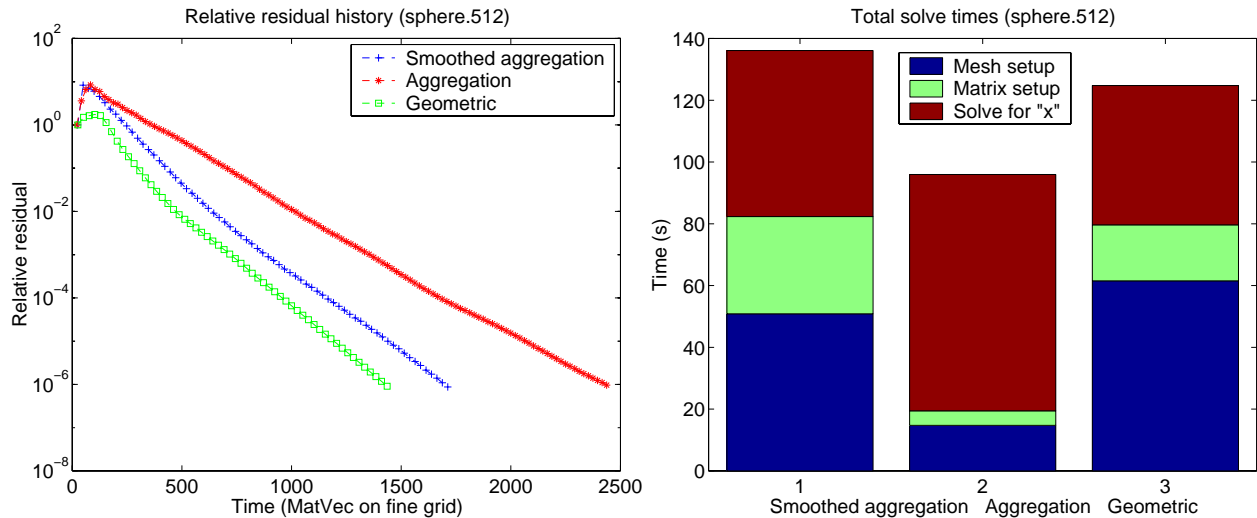 Relative residual history (sphere.512)
10^2
10^0
10^-2
10^-4
10^-6
10^-8
Relative residual
Smoothed aggregation
Aggregation
Geometric
0 500 1000 1500 2000 2500
Time (MatVec on fine grid)
Total solve times (sphere.512)
140
120
100
80
60
40
20
0
Time (s)
Mesh setup
Matrix setup
Solve for "x"
1 2 3
Smoothed aggregation Aggregation Geometric